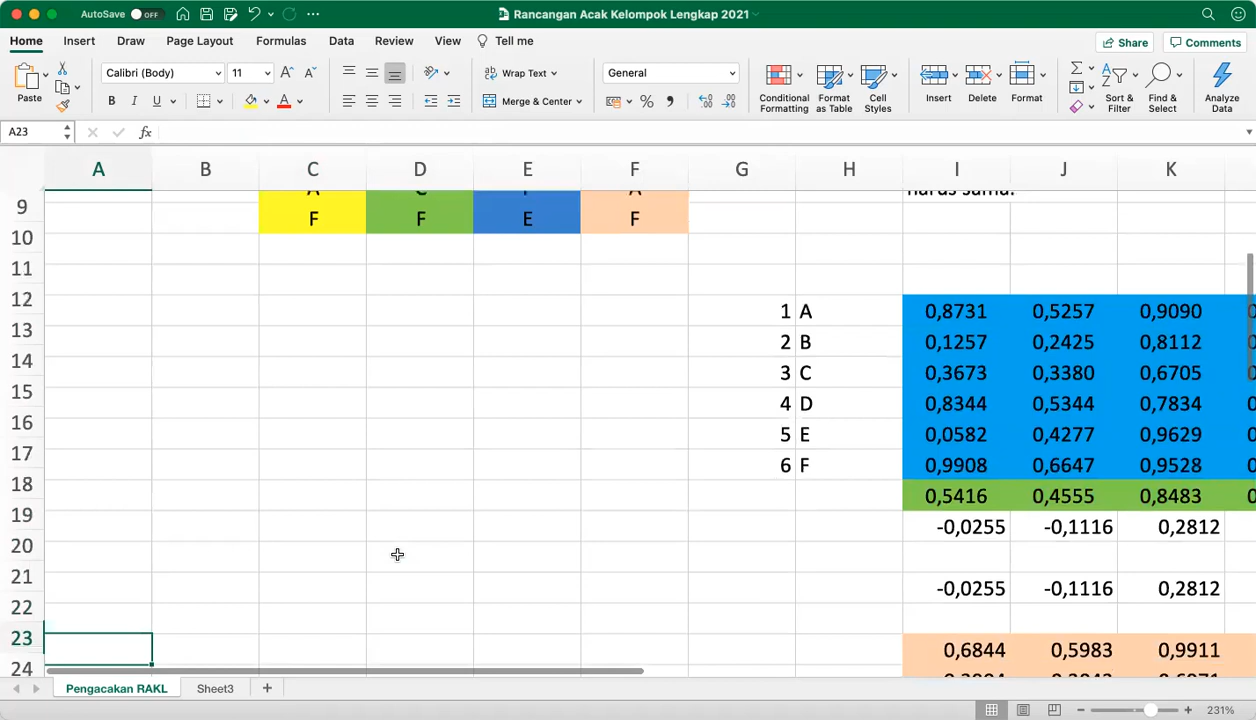 AutoSave OFF Rancangan Acak Kelompok Lengkap 2021
Home Insert Draw Page Layout Formulas Data Review View Tell me Share Comments
Paste Calibri (Body) 11 Wrap Text General Conditional Formatting Format as Table Cell Styles Insert Delete Format Sort & Filter Find & Select Analyze Data
B I U A Merge & Center %
A23 fx
A B C D E F G H I J K
9 A C A harus sama.
10 F F E F
11
12 1 A 0,8731 0,5257 0,9090
13 2 B 0,1257 0,2425 0,8112
14 3 C 0,3673 0,3380 0,6705
15 4 D 0,8344 0,5344 0,7834
16 5 E 0,0582 0,4277 0,9629
17 6 F 0,9908 0,6647 0,9528
18 0,5416 0,4555 0,8483
19 -0,0255 -0,1116 0,2812
20
21 -0,0255 -0,1116 0,2812
22
23 0,6844 0,5983 0,9911
24
Pengacakan RAKL Sheet3 + 231%